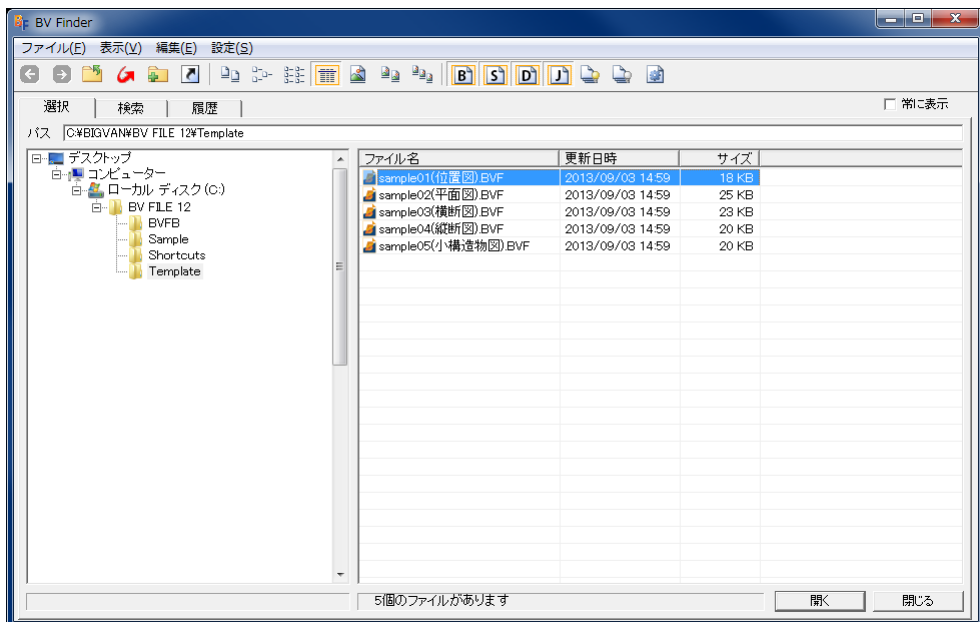 BV Finder
ファイル(F) 表示(V) 編集(E) 設定(S)
B S D J
選択 検索 履歴 常に表示
パス C:¥BIGVAN¥BV FILE 12¥Template
デスクトップ
コンピューター
ローカル ディスク (C:)
BV FILE 12
BVFB
Sample
Shortcuts
Template
ファイル名 更新日時 サイズ
sample01(位置図).BVF 2013/09/03 14:59 18 KB
sample02(平面図).BVF 2013/09/03 14:59 25 KB
sample03(横断図).BVF 2013/09/03 14:59 23 KB
sample04(縦断図).BVF 2013/09/03 14:59 20 KB
sample05(小構造物図).BVF 2013/09/03 14:59 20 KB
5個のファイルがあります 開く 閉じる